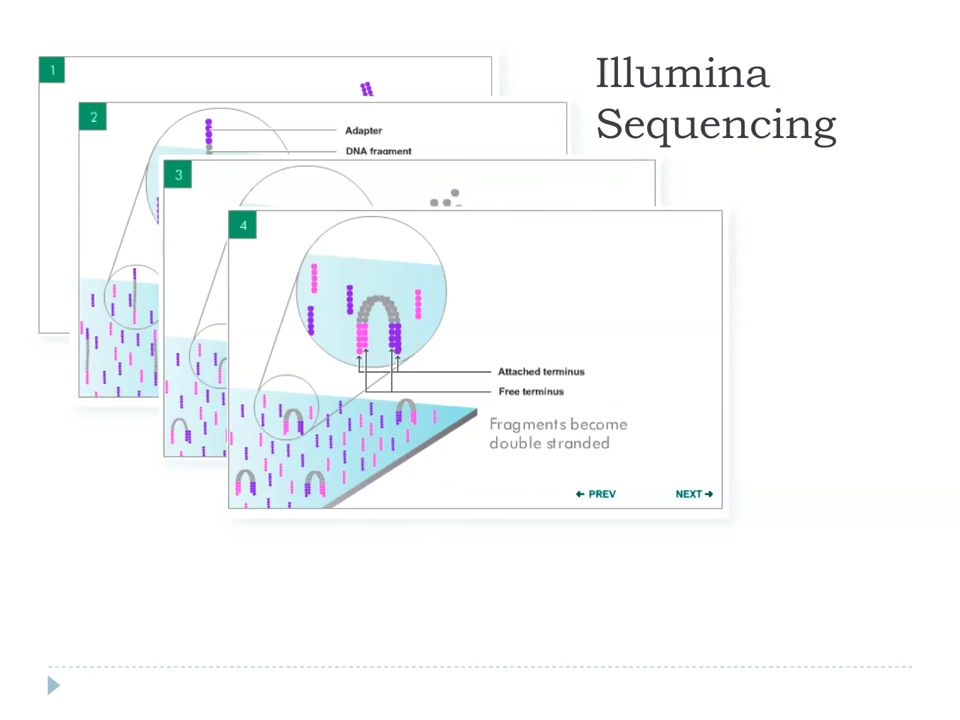 Illumina
Sequencing
1
2
Adapter
DNA fragment
3
4
Attached terminus
Free terminus
Fragments become
double stranded
PREV
NEXT